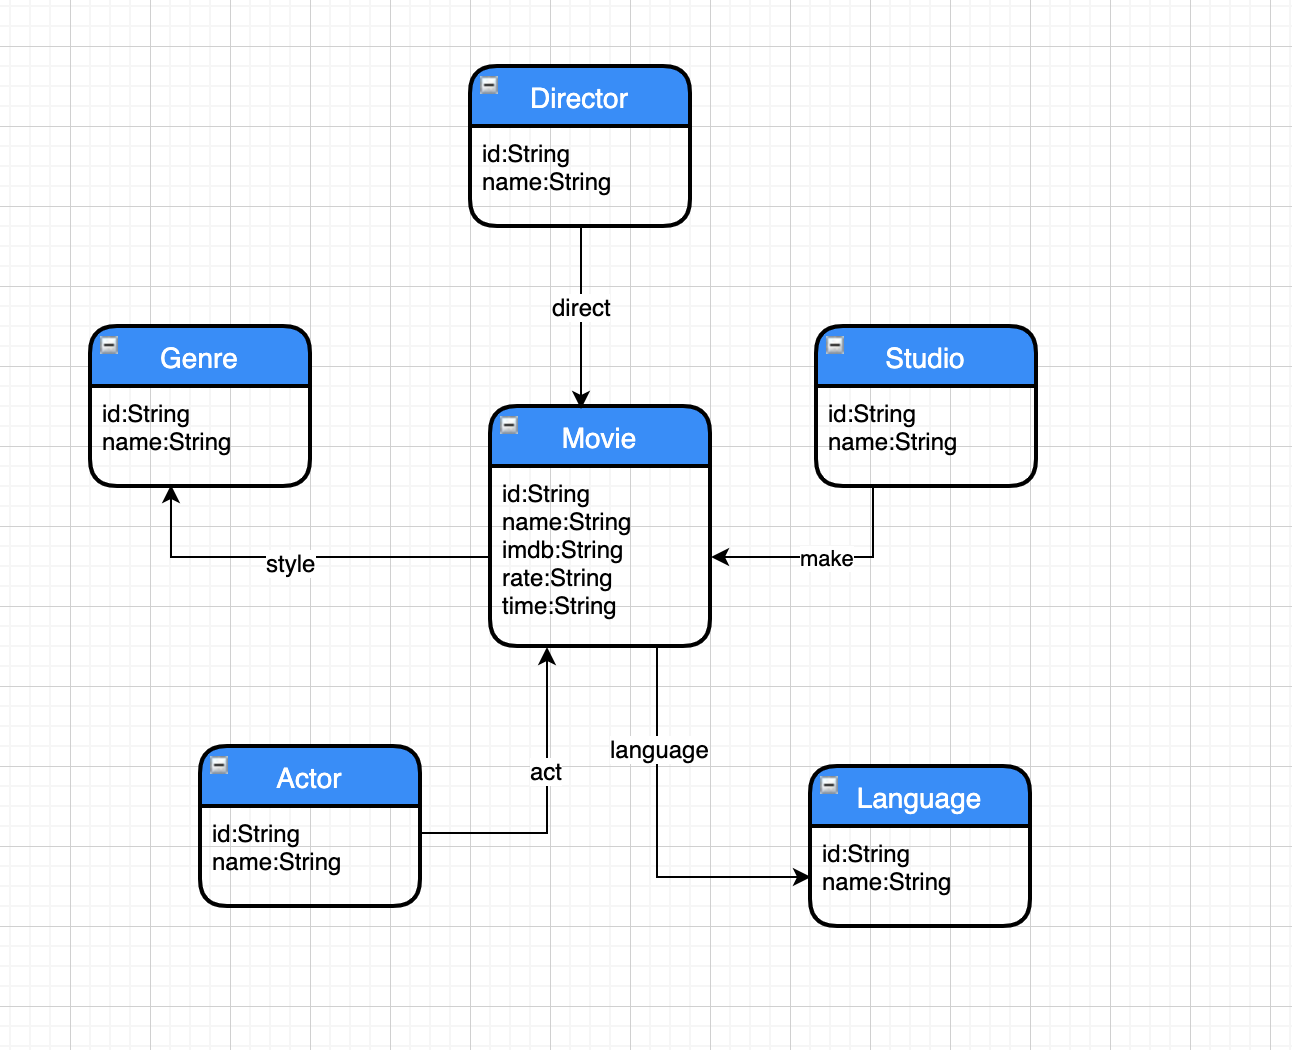 Director
id:String
name:String
direct
Genre
id:String
name:String
Studio
id:String
name:String
Movie
id:String
name:String
imdb:String
rate:String
time:String
style
make
act
language
Actor
id:String
name:String
Language
id:String
name:String